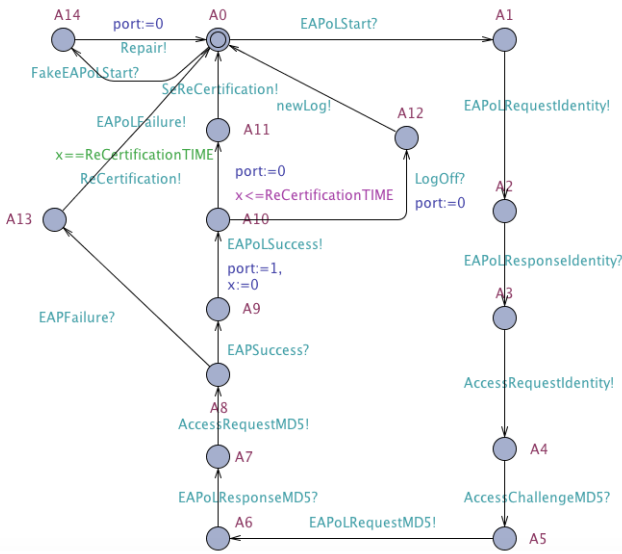 A14
A0
A1
port:=0
EAPoLStart?
Repair!
FakeEAPoLStart?
SeReCertification!
newLog!
A12
EAPoLRequestIdentity!
EAPoLFailure!
A11
x==ReCertificationTIME
ReCertification!
port:=0
x<=ReCertificationTIME
LogOff?
port:=0
A2
A13
A10
EAPoLSuccess!
EAPoLResponseIdentity?
port:=1,
x:=0
A3
A9
EAPFailure?
EAPSuccess?
AccessRequestIdentity!
A8
AccessRequestMD5!
A7
A4
EAPoLResponseMD5?
AccessChallengeMD5?
A6
EAPoLRequestMD5!
A5